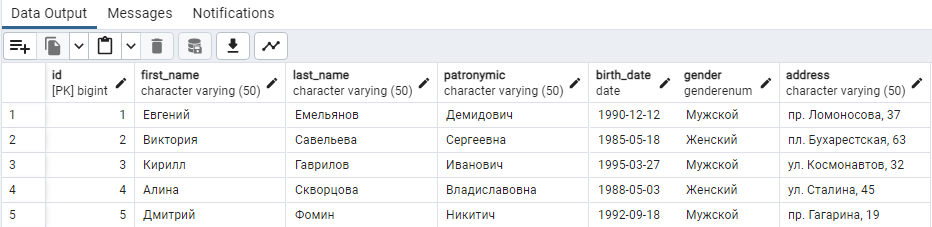 Data Output Messages Notifications
id first_name last_name patronymic birth_date gender address
[PK] bigint character varying (50) character varying (50) character varying (50) date genderenum character varying (50)
1 1 Евгений Емельянов Демидович 1990-12-12 Мужской пр. Ломоносова, 37
2 2 Виктория Савельева Сергеевна 1985-05-18 Женский пл. Бухарестская, 63
3 3 Кирилл Гаврилов Иванович 1995-03-27 Мужской ул. Космонавтов, 32
4 4 Алина Скворцова Владиславовна 1988-05-03 Женский ул. Сталина, 45
5 5 Дмитрий Фомин Никитич 1992-09-18 Мужской пр. Гагарина, 19